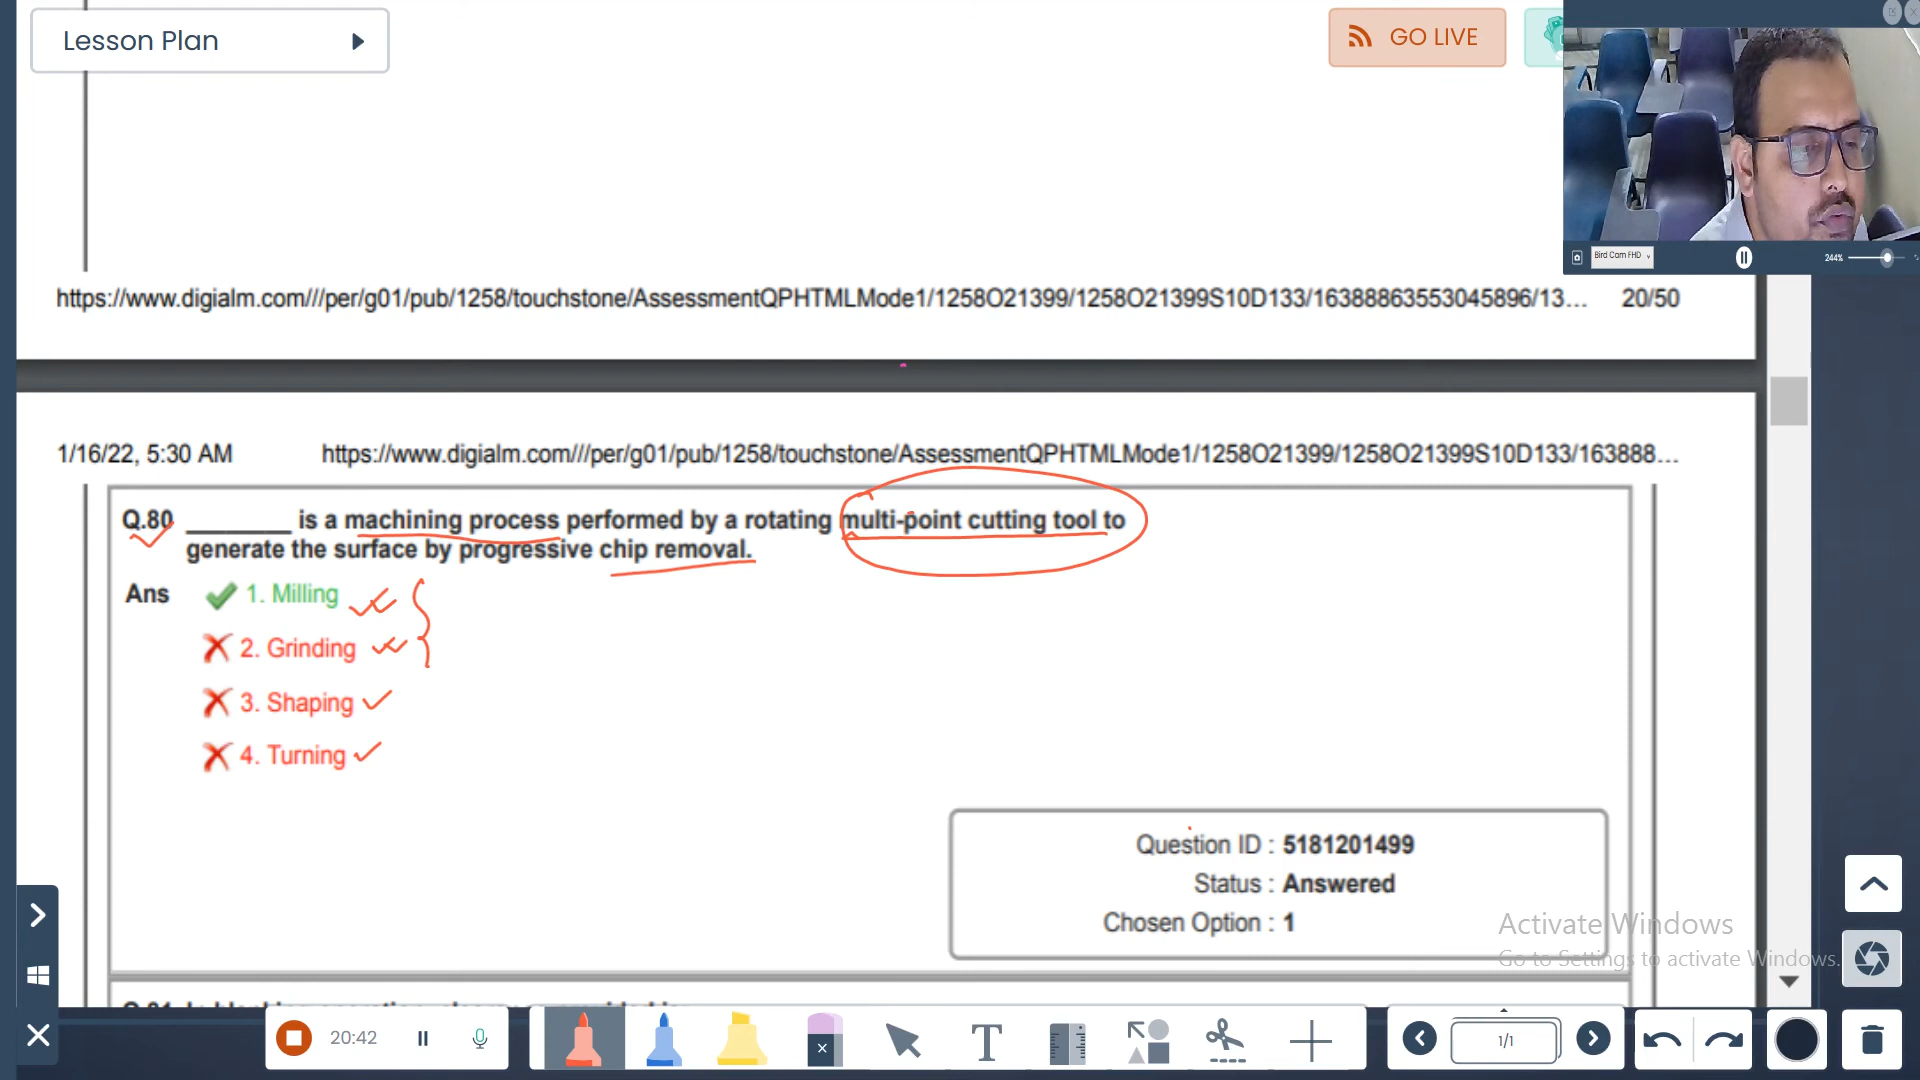 Lesson Plan
GO LIVE
Bird Cam FHD
244%
https://www.digialm.com///per/g01/pub/1258/touchstone/AssessmentQPHTMLMode1/1258O21399/1258O21399S10D133/16388863553045896/13... 20/50
1/16/22, 5:30 AM https://www.digialm.com///per/g01/pub/1258/touchstone/AssessmentQPHTMLMode1/1258O21399/1258O21399S10D133/163888...
Q.80 ________ is a machining process performed by a rotating multi-point cutting tool to
generate the surface by progressive chip removal.
Ans 1. Milling
2. Grinding
3. Shaping
4. Turning
Question ID : 5181201499
Status : Answered
Chosen Option : 1
Activate Windows
Go to Settings to activate Windows.
20:42
T
1/1